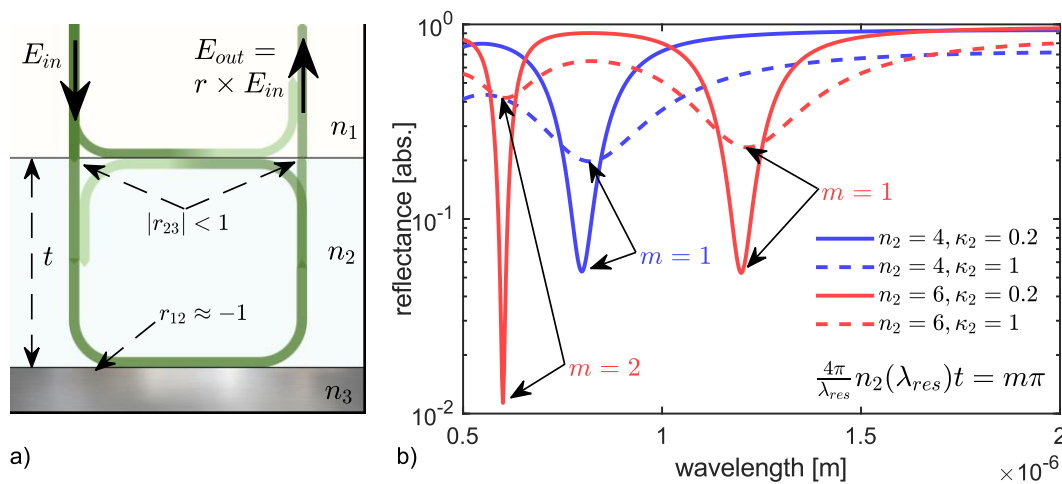 E_in
E_out =
r × E_in
n_1
|r_23| < 1
t
n_2
r_12 ≈ −1
n_3
a)
reflectance [abs.]
10^0
10^-1
10^-2
m = 1
m = 1
m = 2
n_2 = 4, κ_2 = 0.2
n_2 = 4, κ_2 = 1
n_2 = 6, κ_2 = 0.2
n_2 = 6, κ_2 = 1
4π/λ_res n_2(λ_res)t = mπ
0.5 1 1.5 2
wavelength [m]
×10^-6
b)